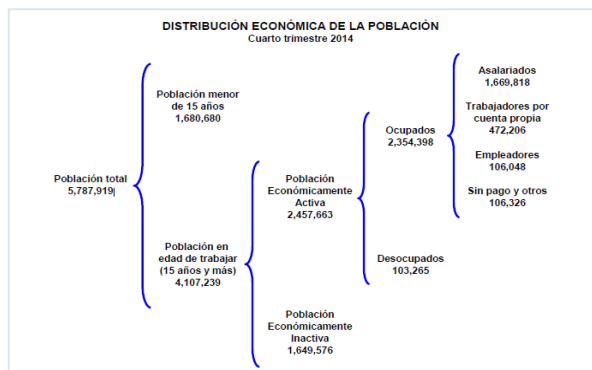 DISTRIBUCIÓN ECONÓMICA DE LA POBLACIÓN
Cuarto trimestre 2014
Población total
5,787,919
Población menor
de 15 años
1,680,680
Población en
edad de trabajar
(15 años y más)
4,107,239
Población
Económicamente
Activa
2,457,663
Población
Económicamente
Inactiva
1,649,576
Ocupados
2,354,398
Desocupados
103,265
Asalariados
1,669,818
Trabajadores por
cuenta propia
472,206
Empleadores
106,048
Sin pago y otros
106,326